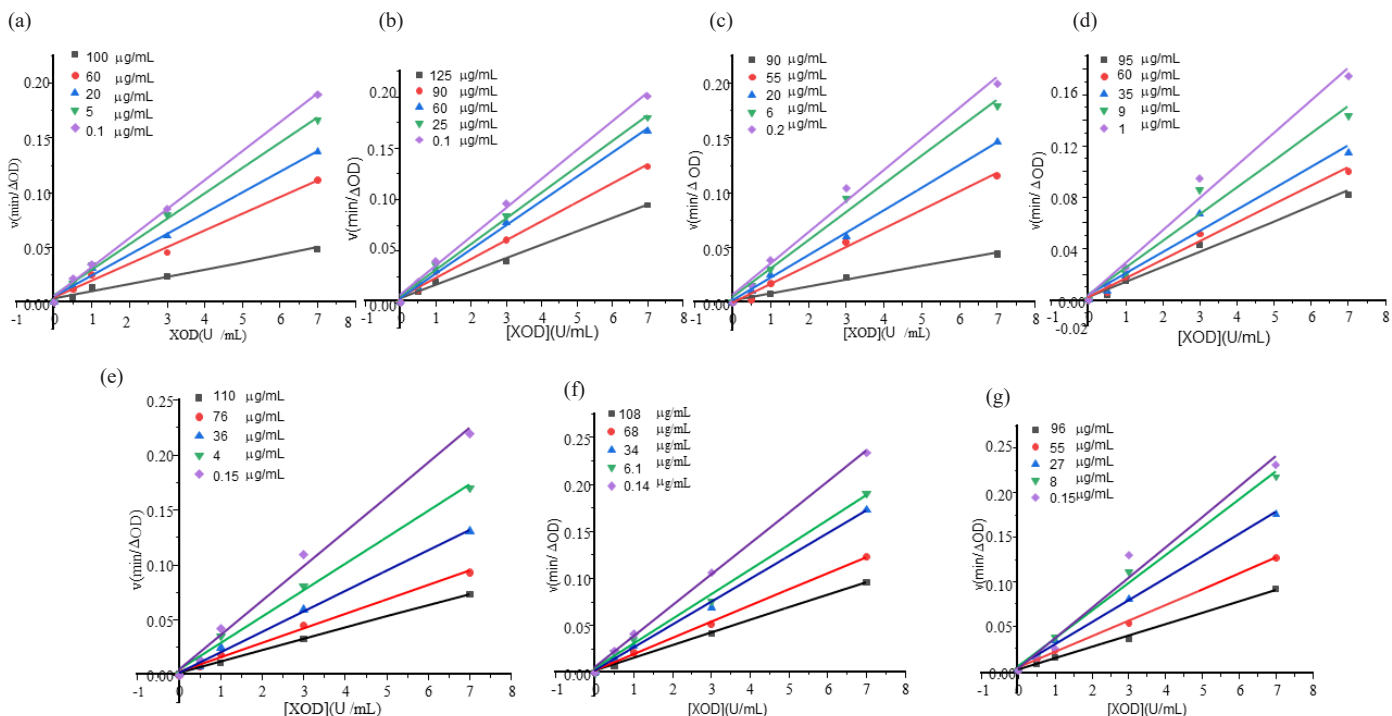 (a)
100 μg/mL
60 μg/mL
20 μg/mL
5 μg/mL
0.1 μg/mL
v(min/ΔOD)
0.20
0.15
0.10
0.05
0.00
-1 0 1 2 3 4 5 6 7 8
XOD(U /mL)
(b)
125 μg/mL
90 μg/mL
60 μg/mL
25 μg/mL
0.1 μg/mL
v(min/ΔOD)
0.20
0.15
0.10
0.05
0.00
-1 0 1 2 3 4 5 6 7 8
[XOD](U/mL)
(c)
90 μg/mL
55 μg/mL
20 μg/mL
6 μg/mL
0.2 μg/mL
v(min/ΔOD)
0.20
0.15
0.10
0.05
0.00
-1 0 1 2 3 4 5 6 7 8
[XOD](U /mL)
(d)
95 μg/mL
60 μg/mL
35 μg/mL
9 μg/mL
1 μg/mL
v(min/ΔOD)
0.16
0.12
0.08
0.04
0.00
-0.02
-1 0 1 2 3 4 5 6 7 8
[XOD](U/mL)
(e)
110 μg/mL
76 μg/mL
36 μg/mL
4 μg/mL
0.15 μg/mL
v(min/ΔOD)
0.25
0.20
0.15
0.10
0.05
0.00
-1 0 1 2 3 4 5 6 7 8
[XOD](U /mL)
(f)
108 μg/mL
68 μg/mL
34 μg/mL
6.1 μg/mL
0.14 μg/mL
v(min/ΔOD)
0.25
0.20
0.15
0.10
0.05
0.00
-1 0 1 2 3 4 5 6 7 8
[XOD](U/mL)
(g)
96 μg/mL
55 μg/mL
27 μg/mL
8 μg/mL
0.15 μg/mL
v(min/ΔOD)
0.25
0.20
0.15
0.10
0.05
0.00
-1 0 1 2 3 4 5 6 7 8
[XOD](U/mL)